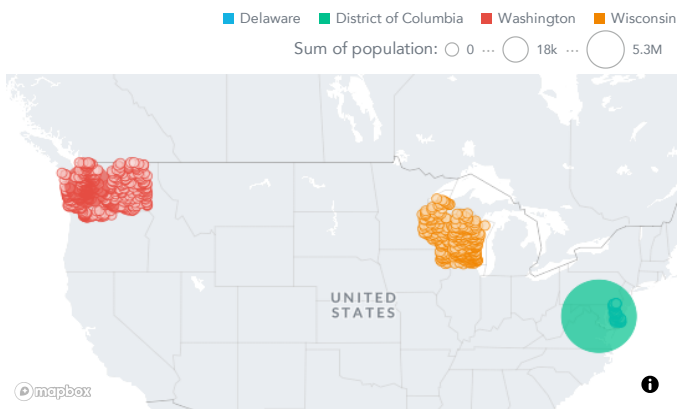 Delaware District of Columbia Washington Wisconsin
Sum of population: 0 ··· 18k ··· 5.3M
UNITED
STATES
mapbox